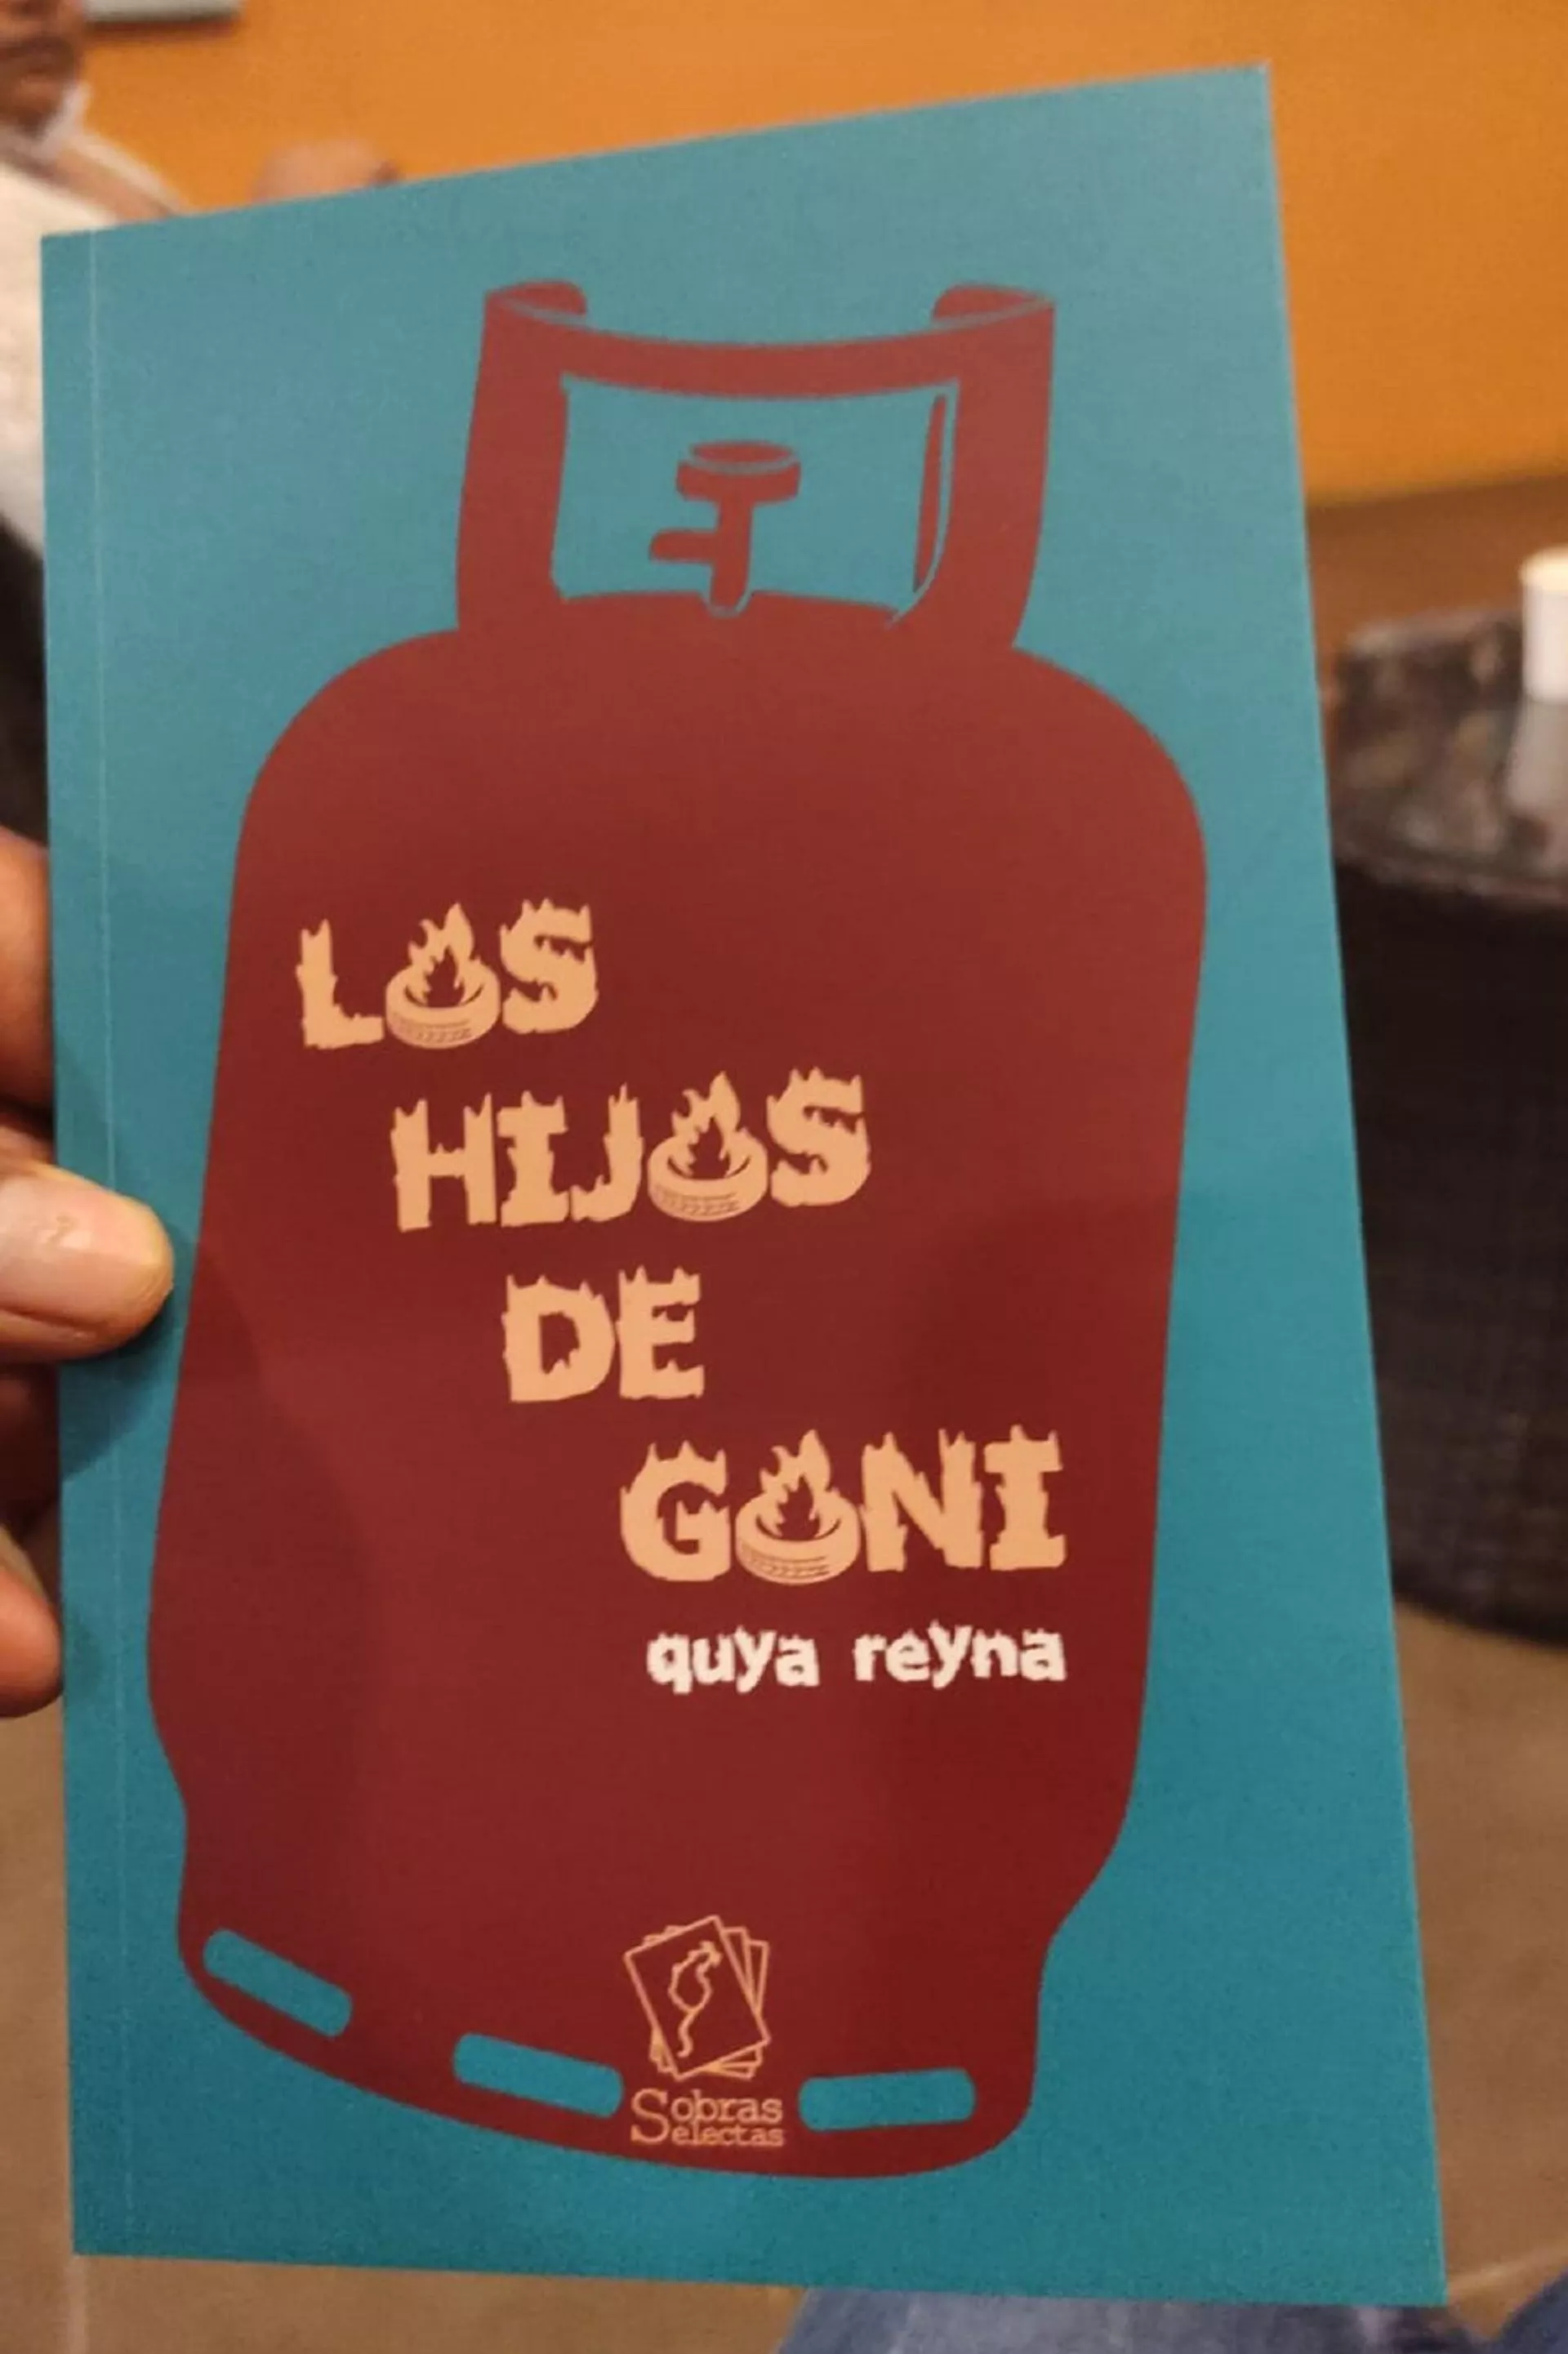 LOS
HIJOS
DE
GONI
quya reyna
Sobras
Selectas